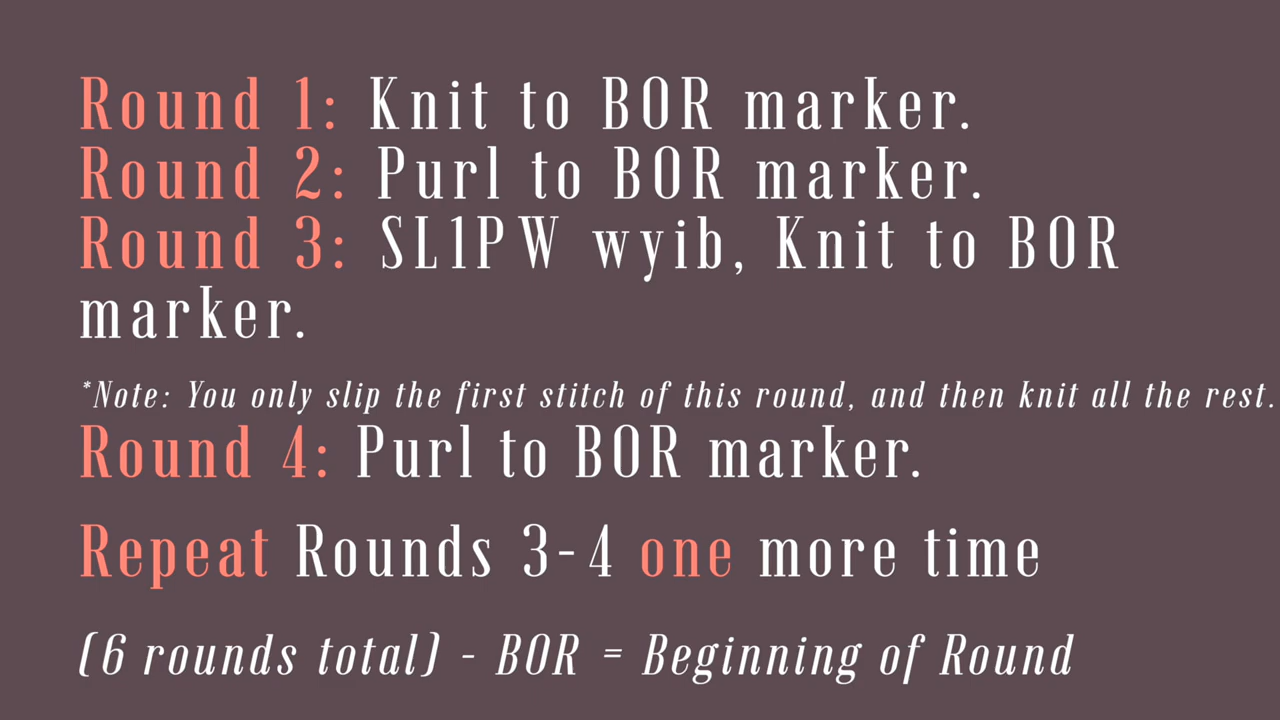 Round 1: Knit to BOR marker.
Round 2: Purl to BOR marker.
Round 3: SL1PW wyib, Knit to BOR
marker.
*Note: You only slip the first stitch of this round, and then knit all the rest.
Round 4: Purl to BOR marker.
Repeat Rounds 3-4 one more time
(6 rounds total) - BOR = Beginning of Round